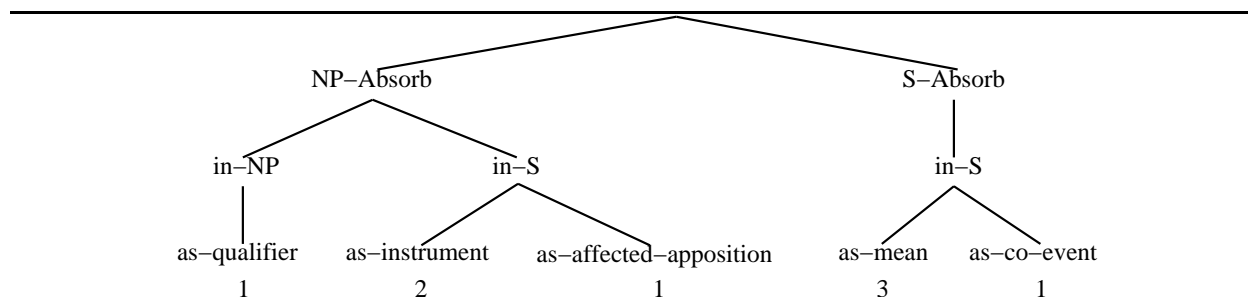 NP−Absorb S−Absorb
in−NP in−S in−S
as−qualifier as−instrument as−affected−apposition as−mean as−co−event
1 2 1 3 1